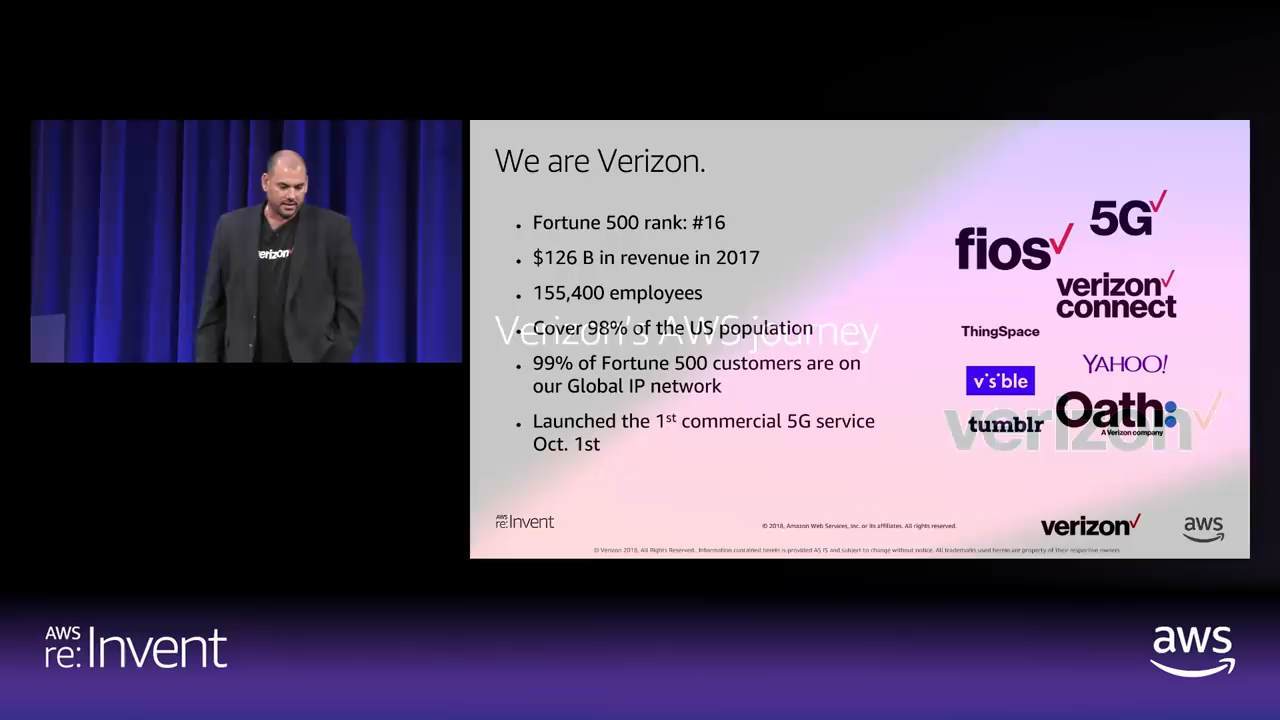 verizon
We are Verizon.
Fortune 500 rank: #16
$126 B in revenue in 2017
155,400 employees
Cover 98% of the US population
Verizon's AWS journey
99% of Fortune 500 customers are on
our Global IP network
Launched the 1st commercial 5G service
Oct. 1st
5G
fios
verizon
connect
ThingSpace
YAHOO!
visible
Oath:
A Verizon company
tumblr
verizon
AWS
re:Invent
© 2018, Amazon Web Services, Inc. or its affiliates. All rights reserved.
verizon
aws
© Verizon 2018, All Rights Reserved. Information contained herein is provided AS IS and subject to change without notice. All trademarks used herein are property of their respective owners.
AWS
re:Invent
aws